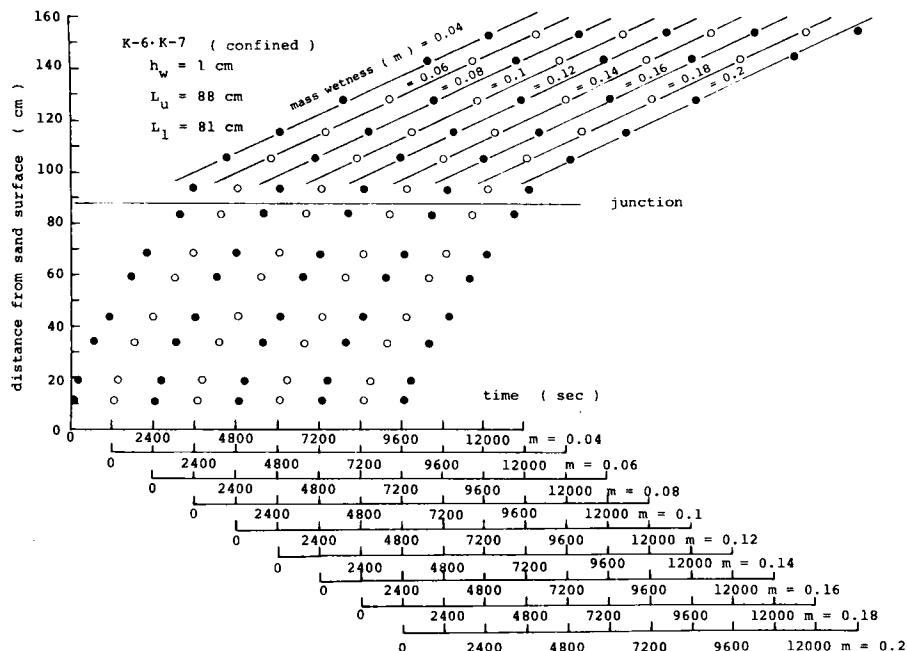 160
140
120
100
80
60
40
20
0
distance from sand surface ( cm )
K-6·K-7 ( confined )
h_w = 1 cm
L_u = 88 cm
L_l = 81 cm
mass wetness ( m ) = 0.04
= 0.06
= 0.08
= 0.1
= 0.12
= 0.14
= 0.16
= 0.18
= 0.2
junction
time ( sec )
0 2400 4800 7200 9600 12000 m = 0.04
0 2400 4800 7200 9600 12000 m = 0.06
0 2400 4800 7200 9600 12000 m = 0.08
0 2400 4800 7200 9600 12000 m = 0.1
0 2400 4800 7200 9600 12000 m = 0.12
0 2400 4800 7200 9600 12000 m = 0.14
0 2400 4800 7200 9600 12000 m = 0.16
0 2400 4800 7200 9600 12000 m = 0.18
0 2400 4800 7200 9600 12000 m = 0.2